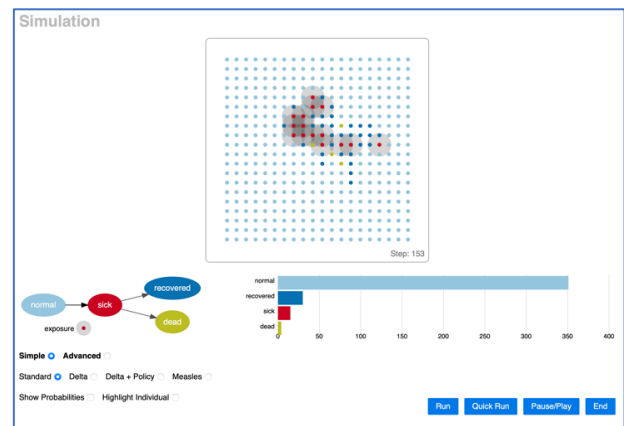 Simulation
Step: 153
normal
sick
recovered
dead
exposure
normal
recovered
sick
dead
0 50 100 150 200 250 300 350 400
Simple Advanced
Standard Delta Delta + Policy Measles
Show Probabilities Highlight Individual
Run Quick Run Pause/Play End